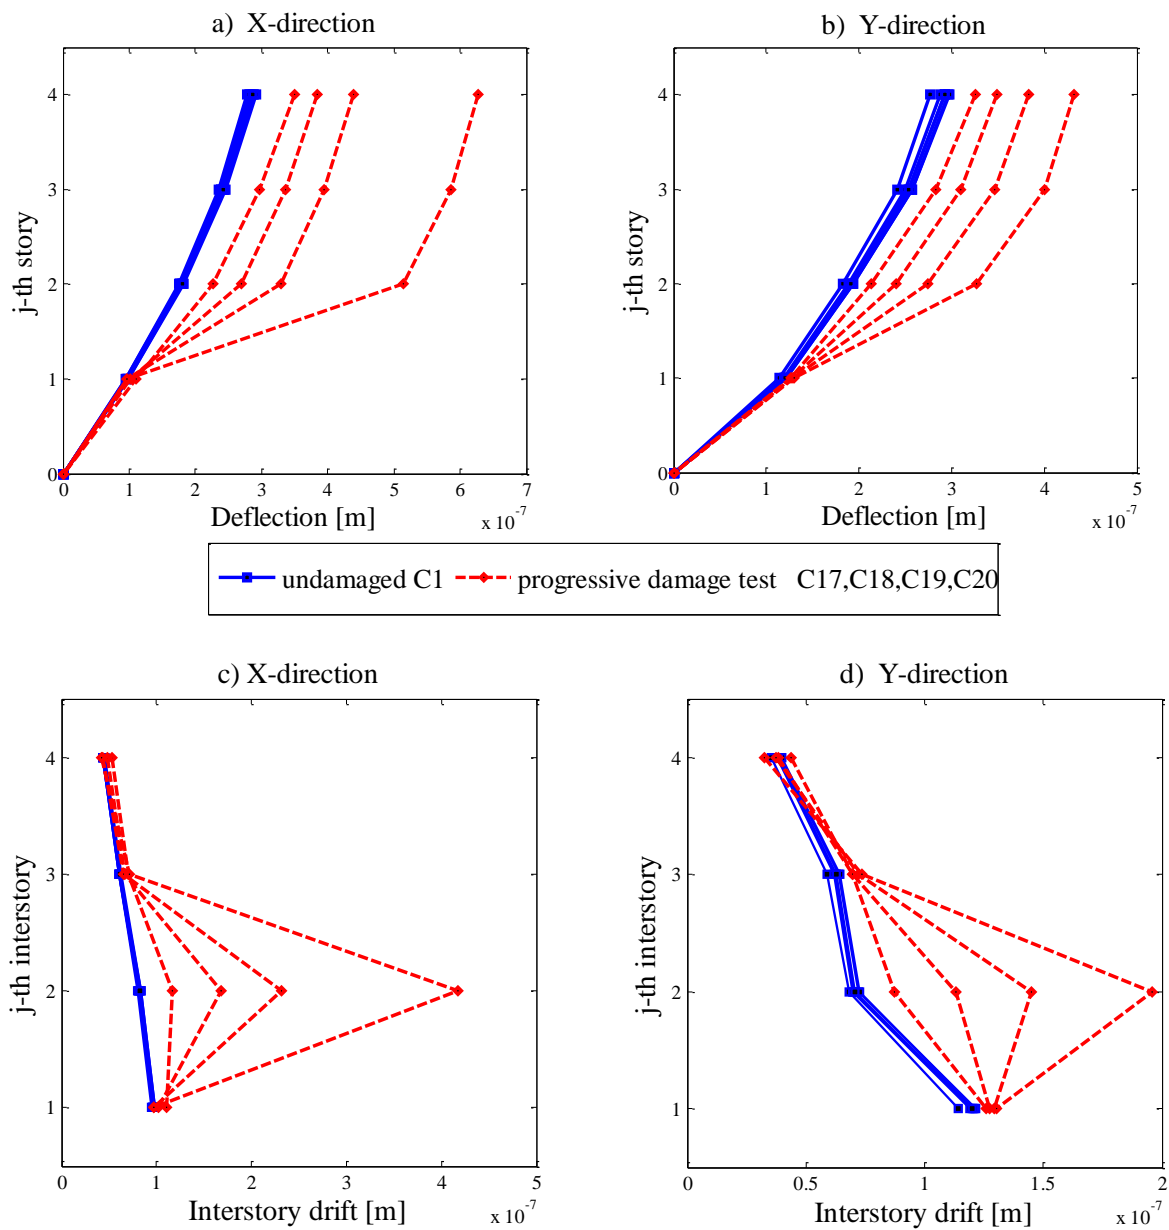 a) X-direction
b) Y-direction
j-th story
4
3
2
1
0
0 1 2 3 4 5 6 7
Deflection [m]
x 10-7
j-th story
4
3
2
1
0
0 1 2 3 4 5
Deflection [m]
x 10-7
undamaged C1 progressive damage test C17,C18,C19,C20
c) X-direction
d) Y-direction
j-th interstory
4
3
2
1
0 1 2 3 4 5
Interstory drift [m]
x 10-7
j-th interstory
4
3
2
1
0 0.5 1 1.5 2
Interstory drift [m]
x 10-7